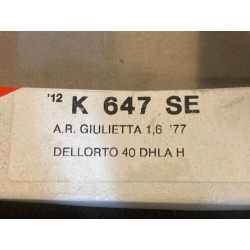 '12 K 647 SE
A.R. GIULIETTA 1,6 '77
DELLORTO 40 DHLA H